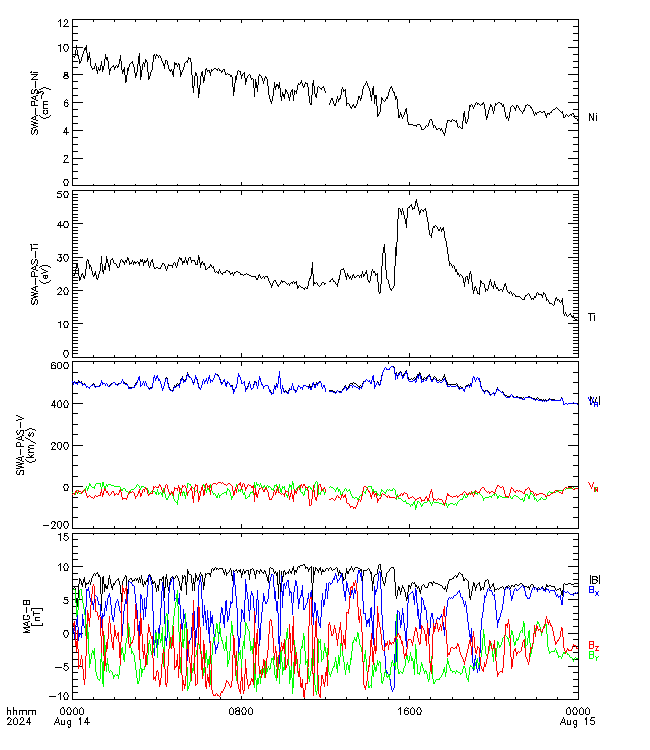 12
10
8
6
4
2
0
SWA-PAS-Ni
(cm⁻³)
Ni
50
40
30
20
10
0
SWA-PAS-Ti
(eV)
Ti
600
400
200
0
-200
SWA-PAS-V
(km/s)
V_N
15
10
5
0
-5
-10
MAG-B
[nT]
|B|
B_X
B_Z
B_Y
hhmm 0000 0800 1600 0000
2024 Aug 14 Aug 15